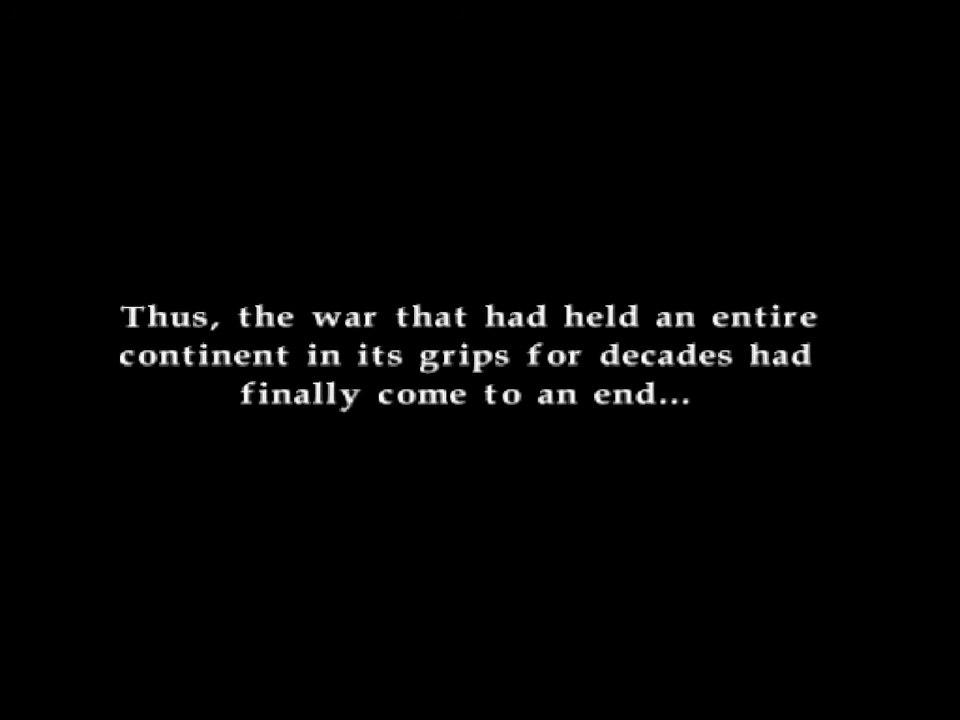 Thus, the war that had held an entire
continent in its grips for decades had
finally come to an end...